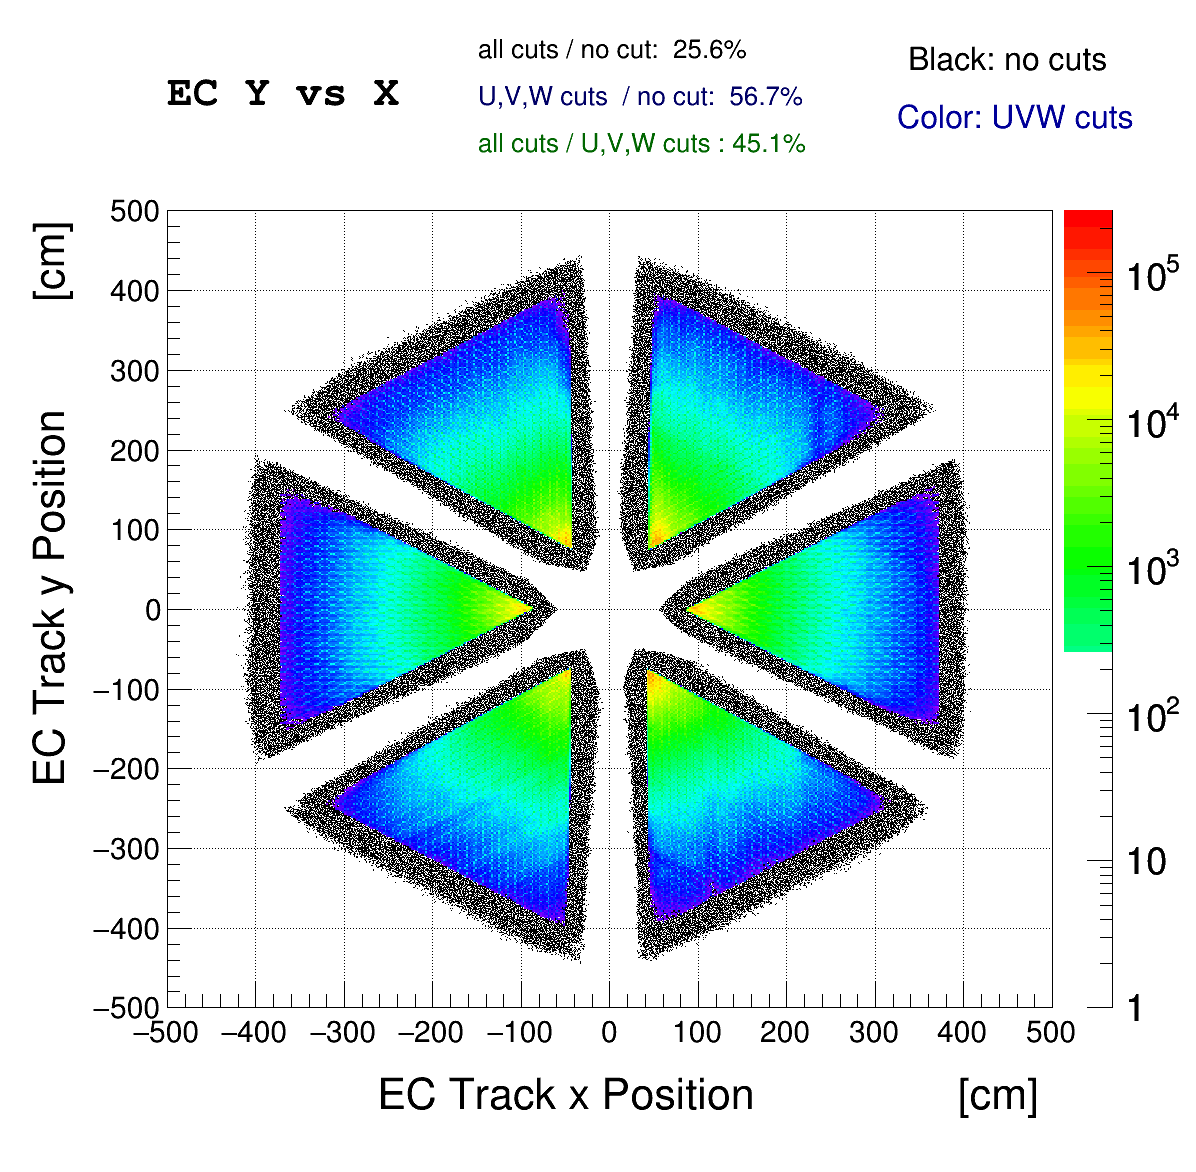 all cuts / no cut:  25.6%
Black: no cuts
EC Y vs X
U,V,W cuts  / no cut:  56.7%
Color: UVW cuts
all cuts / U,V,W cuts : 45.1%
[cm]
EC Track y Position
500
400
300
200
100
0
−100
−200
−300
−400
−500
−500 −400 −300 −200 −100 0 100 200 300 400 500
10^5
10^4
10^3
10^2
10
1
EC Track x Position [cm]